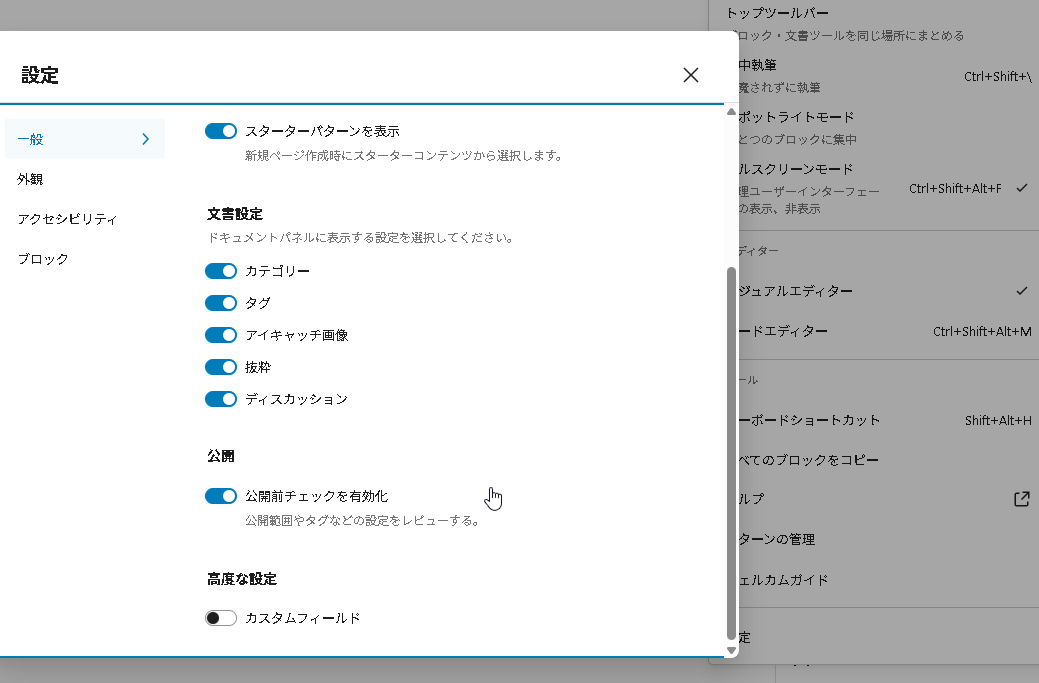 トップツールバー
ブロック・文書ツールを同じ場所にまとめる
設定
中執筆
Ctrl+Shift+\
魔されずに執筆
一般
スターターパターンを表示
ポットライトモード
新規ページ作成時にスターターコンテンツから選択します。
とつのブロックに集中
外観
ルスクリーンモード
理ユーザーインターフェー
の表示、非表示
Ctrl+Shift+Alt+F
アクセシビリティ
文書設定
ドキュメントパネルに表示する設定を選択してください。
ディター
ブロック
カテゴリー
ジュアルエディター
タグ
アイキャッチ画像
ードエディター
Ctrl+Shift+Alt+M
抜粋
ール
ディスカッション
ーボードショートカット
Shift+Alt+H
公開
べてのブロックをコピー
公開前チェックを有効化
ルプ
公開範囲やタグなどの設定をレビューする。
ターンの管理
高度な設定
ェルカムガイド
カスタムフィールド
定